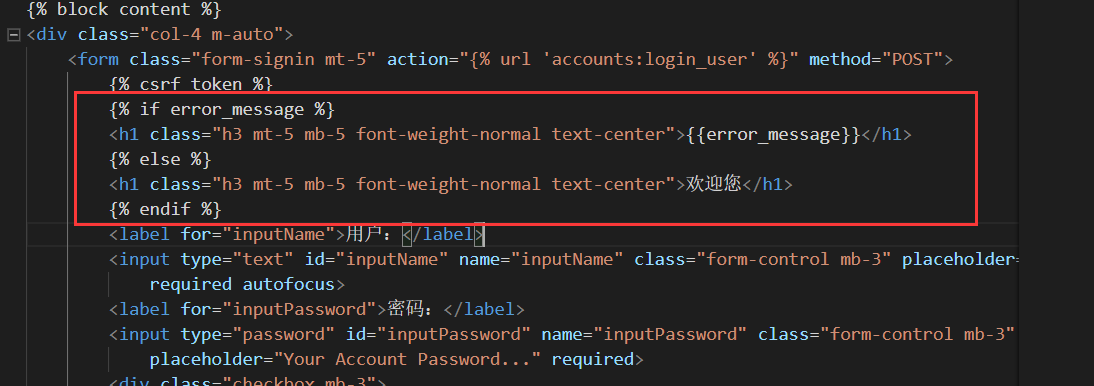 {% block content %}
<div class="col-4 m-auto">
<form class="form-signin mt-5" action="{% url 'accounts:login_user' %}" method="POST">
{% csrf_token %}
{% if error_message %}
<h1 class="h3 mt-5 mb-5 font-weight-normal text-center">{{error_message}}</h1>
{% else %}
<h1 class="h3 mt-5 mb-5 font-weight-normal text-center">欢迎您</h1>
{% endif %}
<label for="inputName">用户：</label>
<input type="text" id="inputName" name="inputName" class="form-control mb-3" placeholder=
required autofocus>
<label for="inputPassword">密码：</label>
<input type="password" id="inputPassword" name="inputPassword" class="form-control mb-3"
placeholder="Your Account Password..." required>
<div class="checkbox mb-3">